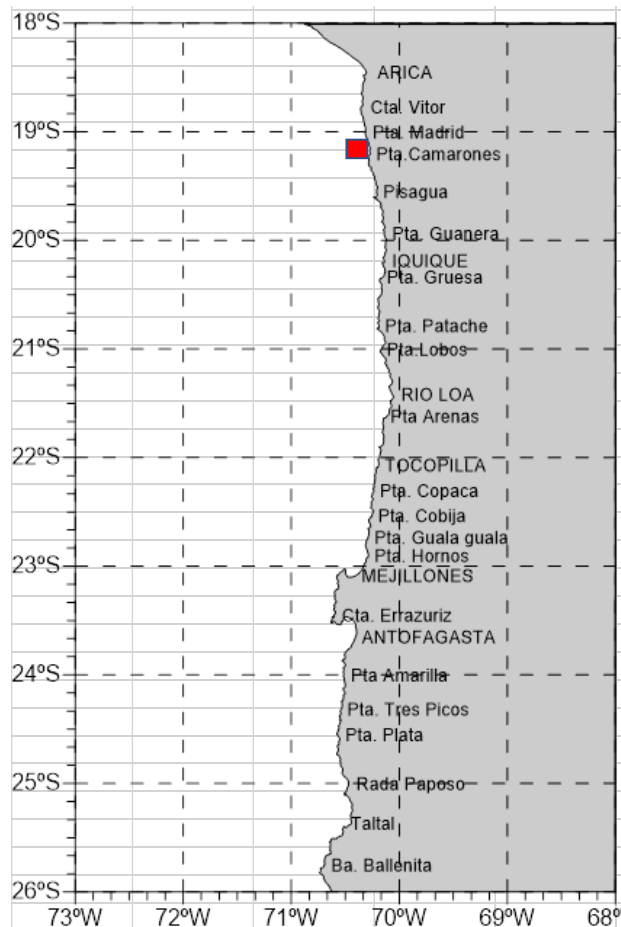 18ºS
ARICA
Cta. Vitor
19ºS
Pta. Madrid
Pta.Camarones
Pisagua
Pta. Guanera
20ºS
IQUIQUE
Pta. Gruesa
Pta. Patache
21ºS
Pta.Lobos
RIO LOA
Pta Arenas
22ºS
TOCOPILLA
Pta. Copaca
Pta. Cobija
Pta. Guala guala
Pta. Hornos
23ºS
MEJILLONES
Cta. Errazuriz
ANTOFAGASTA
24ºS
Pta Amarilla
Pta. Tres Picos
Pta. Plata
25ºS
Rada Paposo
Taltal
Ba. Ballenita
26ºS
73ºW 72ºW 71ºW 70ºW 69ºW 68º